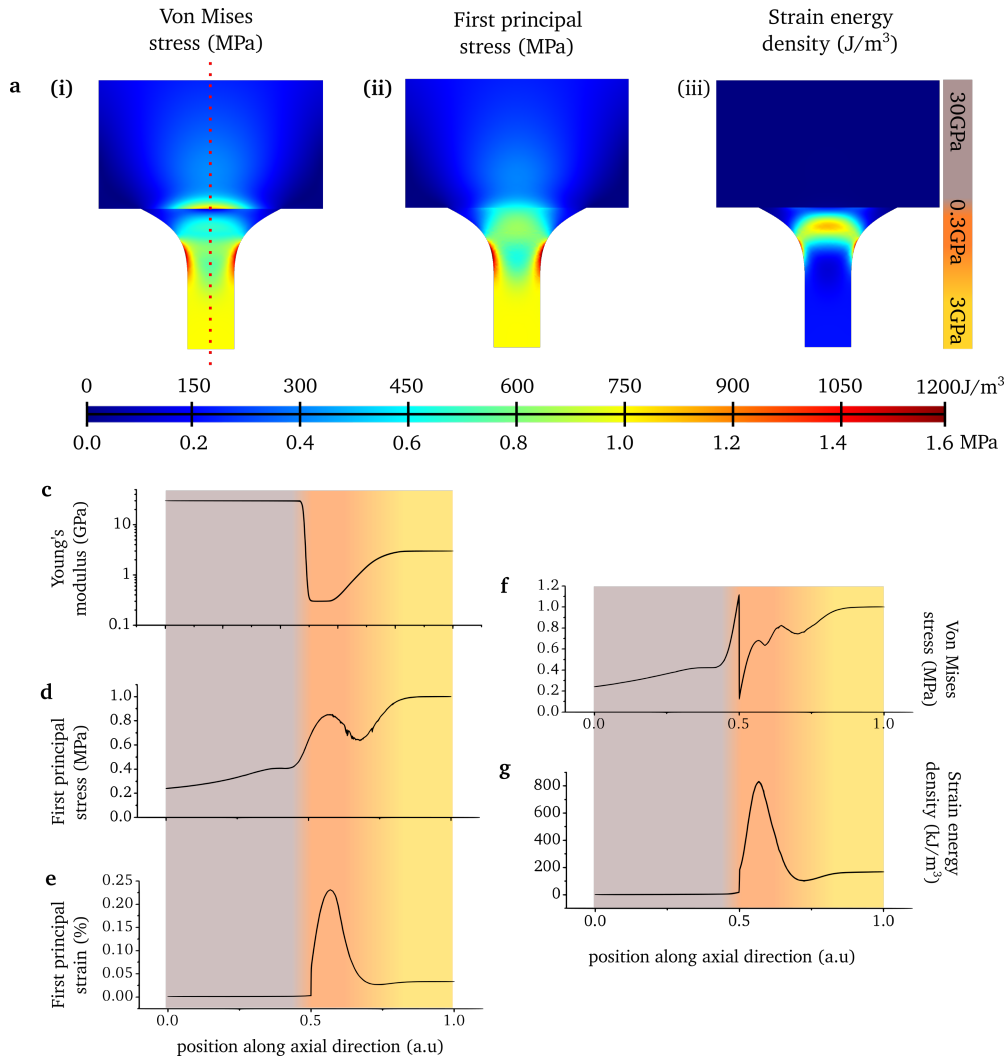 Von Mises
stress (MPa)
First principal
stress (MPa)
Strain energy
density (J/m³)
a
(i)
(ii)
(iii)
30GPa
0.3GPa
3GPa
0 150 300 450 600 750 900 1050 1200J/m³
0.0 0.2 0.4 0.6 0.8 1.0 1.2 1.4 1.6 MPa
c
Young's
modulus (GPa)
10
1
0.1
d
First principal
stress (MPa)
1.0
0.8
0.6
0.4
0.2
0.0
e
First principal
strain (%)
0.25
0.20
0.15
0.10
0.05
0.00
0.0 0.5 1.0
position along axial direction (a.u)
f
1.2
1.0
0.8
0.6
0.4
0.2
0.0
0.0 0.5 1.0
Von Mises
stress (MPa)
g
800
600
400
200
0
0.0 0.5 1.0
Strain energy
density (kJ/m³)
position along axial direction (a.u)